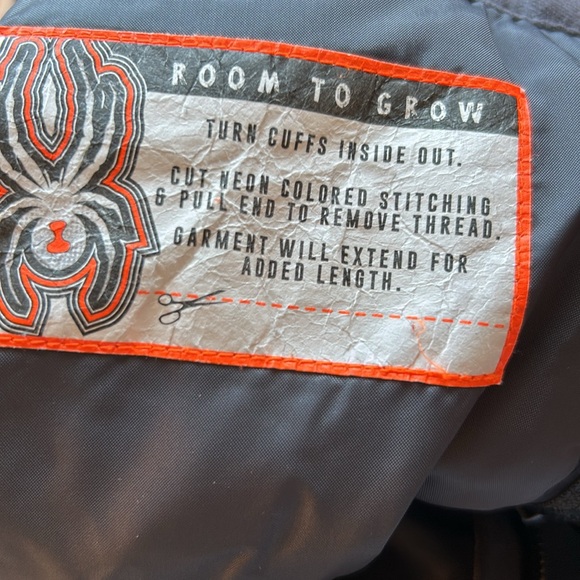 ROOM TO GROW
TURN CUFFS INSIDE OUT.
CUT NEON COLORED STITCHING
& PULL END TO REMOVE THREAD.
GARMENT WILL EXTEND FOR
ADDED LENGTH.